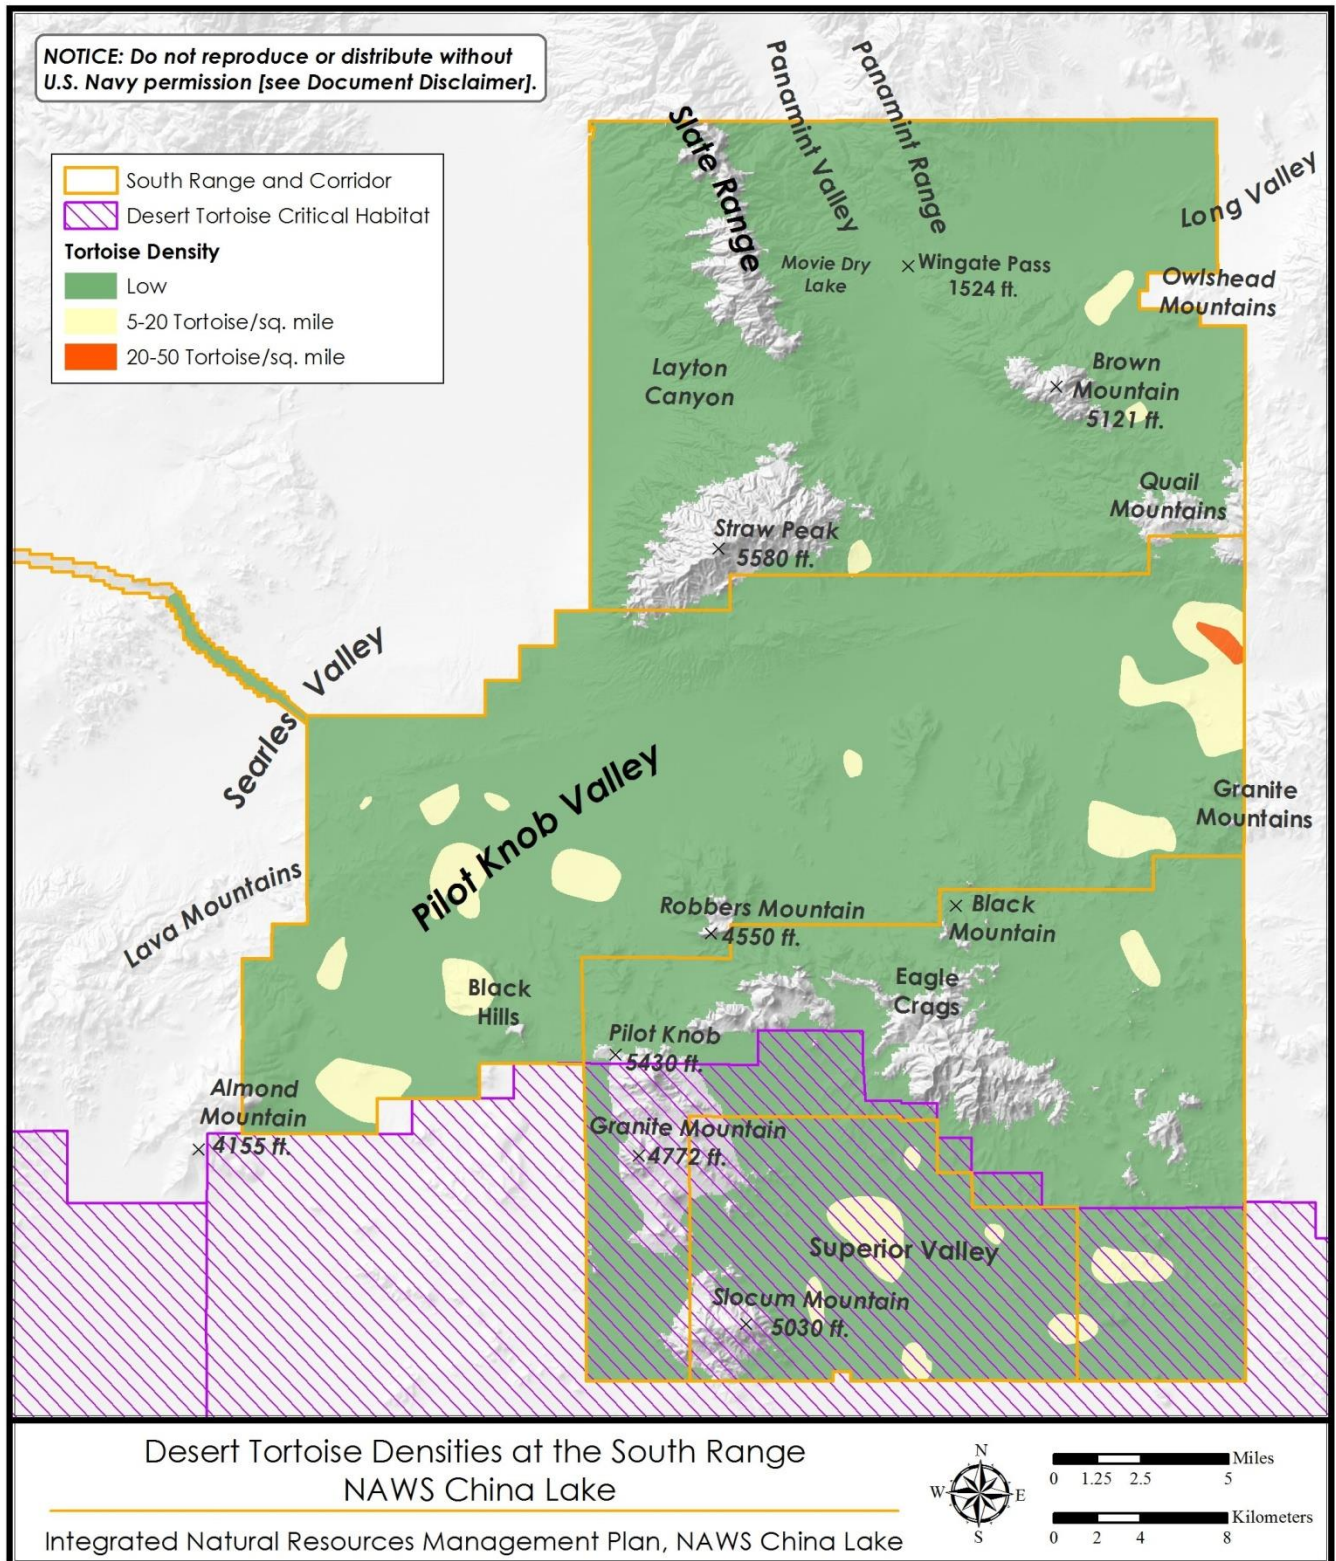 NOTICE: Do not reproduce or distribute without
U.S. Navy permission [see Document Disclaimer].
South Range and Corridor
Desert Tortoise Critical Habitat
Tortoise Density
Low
5-20 Tortoise/sq. mile
20-50 Tortoise/sq. mile
Slate Range
Panamint Valley
Panamint Range
Long Valley
Movie Dry
Lake
Wingate Pass
1524 ft.
Owlshead
Mountains
Layton
Canyon
Brown
Mountain
5121 ft.
Quail
Mountains
Straw Peak
5580 ft.
Searles Valley
Pilot Knob Valley
Granite
Mountains
Lava Mountains
Robbers Mountain
4550 ft.
Black
Mountain
Black
Hills
Eagle
Crags
Pilot Knob
5430 ft.
Almond
Mountain
4155 ft.
Granite Mountain
4772 ft.
Superior Valley
Slocum Mountain
5030 ft.
Desert Tortoise Densities at the South Range
NAWS China Lake
Integrated Natural Resources Management Plan, NAWS China Lake
N
W
E
S
Miles
0 1.25 2.5 5
Kilometers
0 2 4 8